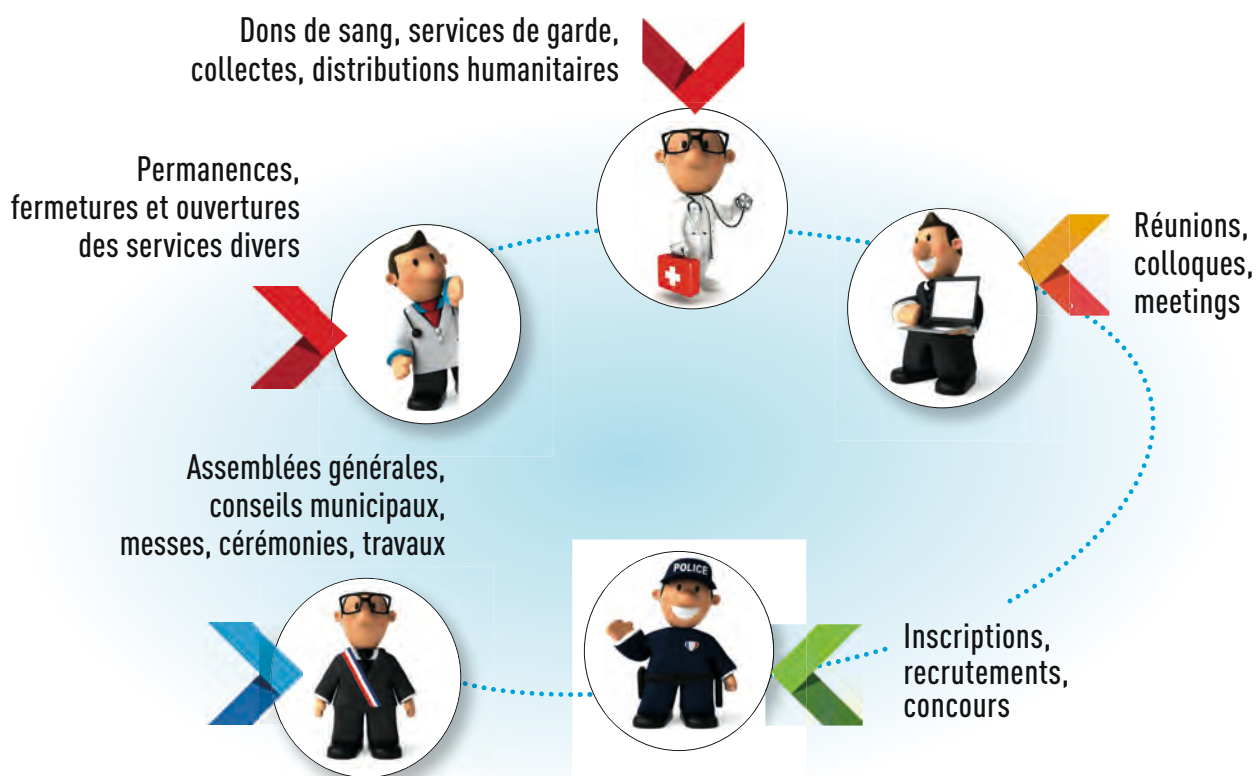 Dons de sang, services de garde,
collectes, distributions humanitaires
Permanences,
fermetures et ouvertures
des services divers
Réunions,
colloques,
meetings
Assemblées générales,
conseils municipaux,
messes, cérémonies, travaux
POLICE
Inscriptions,
recrutements,
concours